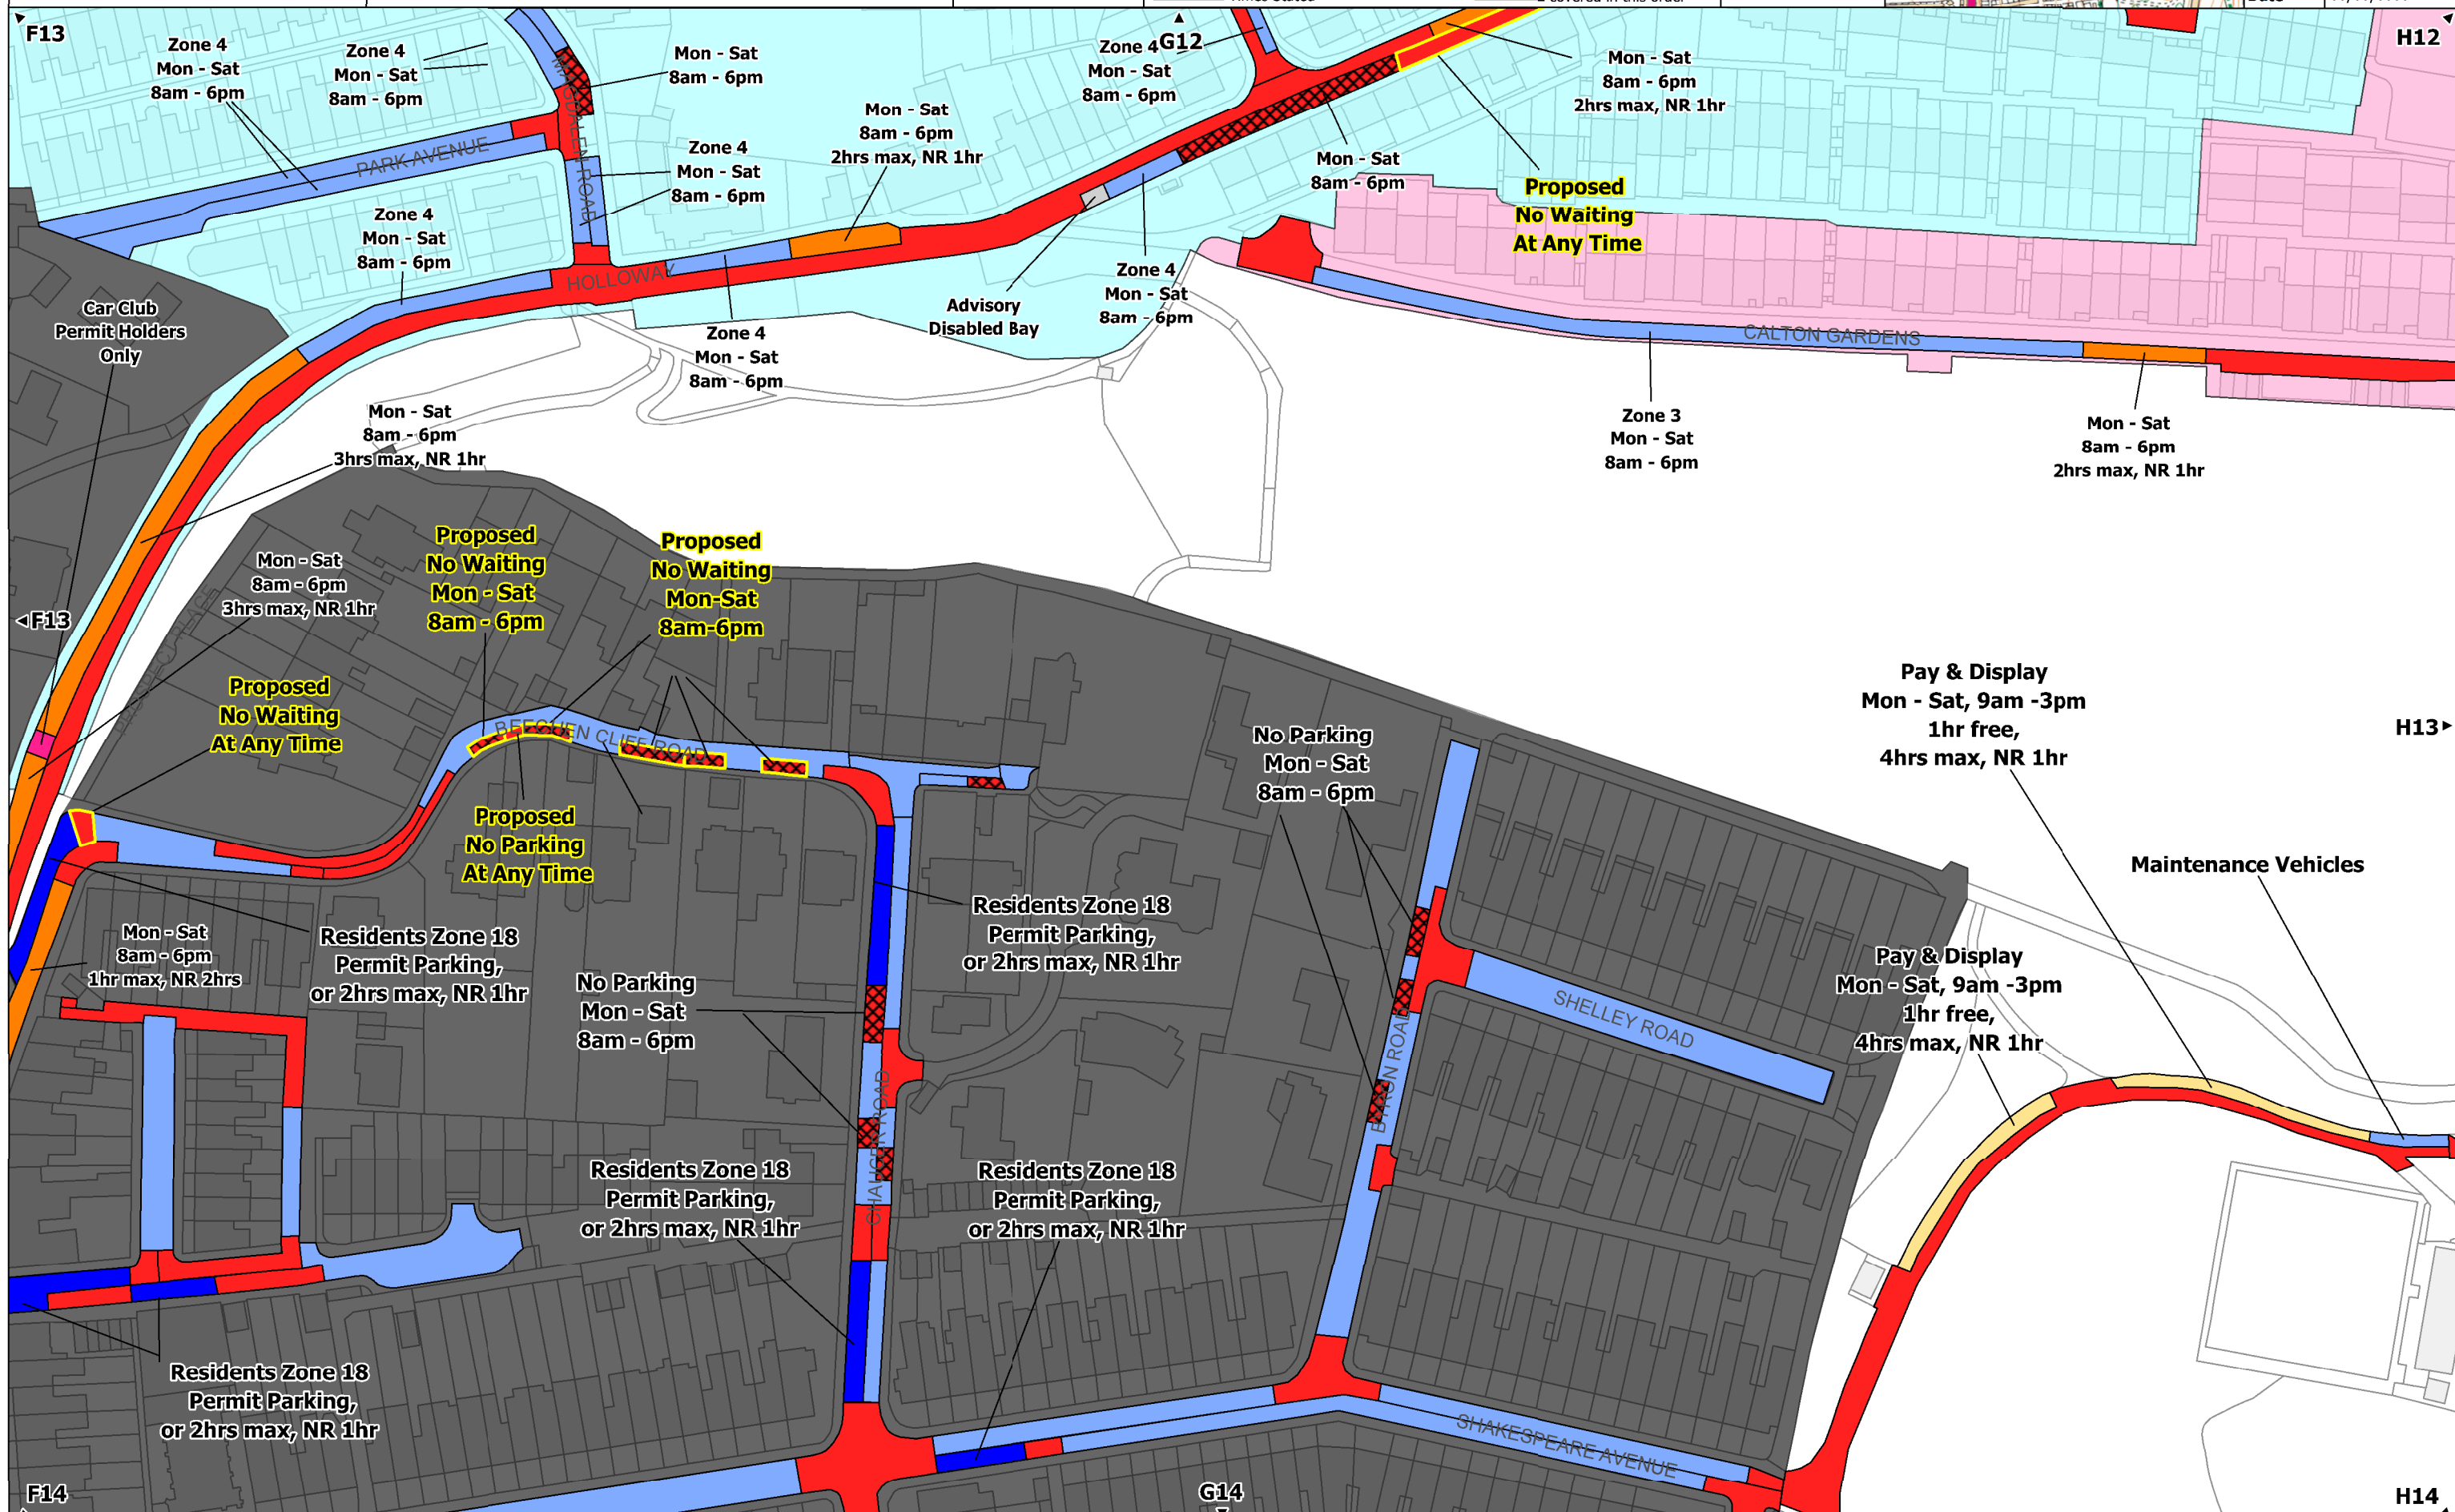 F13
Zone 4
Mon - Sat
8am - 6pm
Zone 4
Mon - Sat
8am - 6pm
Mon - Sat
8am - 6pm
Zone 4
Mon - Sat
8am - 6pm
G12
Mon - Sat
8am - 6pm
2hrs max, NR 1hr
H12
Mon - Sat
8am - 6pm
2hrs max, NR 1hr
MAGDALEN ROAD
PARK AVENUE
Zone 4
Mon - Sat
8am - 6pm
Mon - Sat
8am - 6pm
Proposed
No Waiting
At Any Time
Zone 4
Mon - Sat
8am - 6pm
HOLLOWAY
Advisory
Disabled Bay
Zone 4
Mon - Sat
8am - 6pm
Car Club
Permit Holders
Only
Zone 4
Mon - Sat
8am - 6pm
CALTON GARDENS
Mon - Sat
8am - 6pm
3hrs max, NR 1hr
Zone 3
Mon - Sat
8am - 6pm
Mon - Sat
8am - 6pm
2hrs max, NR 1hr
Proposed
No Waiting
Mon - Sat
8am - 6pm
Proposed
No Waiting
Mon-Sat
8am-6pm
Mon - Sat
8am - 6pm
3hrs max, NR 1hr
F13
Proposed
No Waiting
At Any Time
BEECHEN CLIFF ROAD
No Parking
Mon - Sat
8am - 6pm
Pay & Display
Mon - Sat, 9am -3pm
1hr free,
4hrs max, NR 1hr
H13
Proposed
No Parking
At Any Time
Maintenance Vehicles
Mon - Sat
8am - 6pm
1hr max, NR 2hrs
Residents Zone 18
Permit Parking,
or 2hrs max, NR 1hr
Residents Zone 18
Permit Parking,
or 2hrs max, NR 1hr
No Parking
Mon - Sat
8am - 6pm
SHELLEY ROAD
Pay & Display
Mon - Sat, 9am -3pm
1hr free,
4hrs max, NR 1hr
BYRON ROAD
CHAUCER ROAD
Residents Zone 18
Permit Parking,
or 2hrs max, NR 1hr
Residents Zone 18
Permit Parking,
or 2hrs max, NR 1hr
Residents Zone 18
Permit Parking,
or 2hrs max, NR 1hr
SHAKESPEARE AVENUE
F14
G14
H14